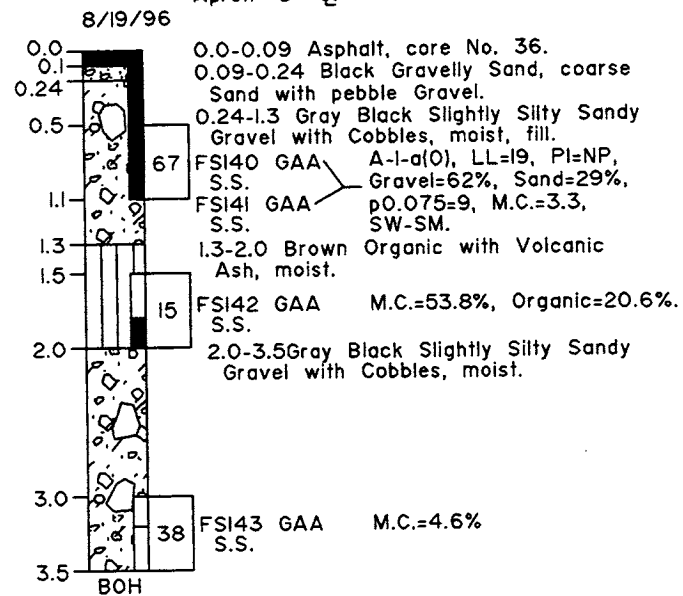 8/19/96
0.0
0.0-0.09 Asphalt, core No. 36.
0.1
0.09-0.24 Black Gravelly Sand, coarse
Sand with pebble Gravel.
0.24
0.24-1.3 Gray Black Slightly Silty Sandy
Gravel with Cobbles, moist, fill.
0.5
67
FS140 GAA
S.S.
FS141 GAA
S.S.
A-1-a(0), LL=19, PI=NP,
Gravel=62%, Sand=29%,
p0.075=9, M.C.=3.3,
SW-SM.
1.1
1.3
1.3-2.0 Brown Organic with Volcanic
Ash, moist.
1.5
15
FS142 GAA M.C.=53.8%, Organic=20.6%.
S.S.
2.0
2.0-3.5Gray Black Slightly Silty Sandy
Gravel with Cobbles, moist.
3.0
38
FS143 GAA M.C.=4.6%
S.S.
3.5
BOH